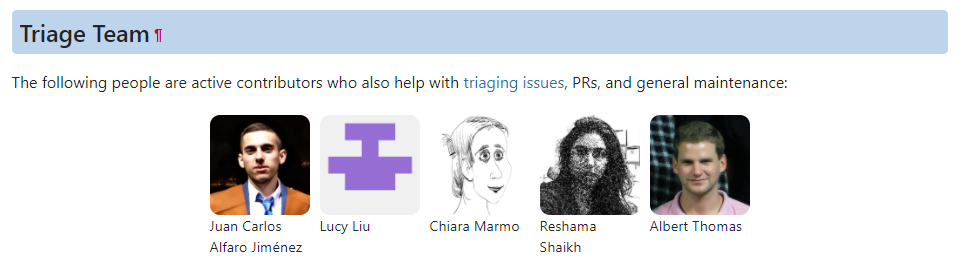 Triage Team ¶
The following people are active contributors who also help with triaging issues, PRs, and general maintenance:
Juan Carlos Alfaro Jiménez
Lucy Liu
Chiara Marmo
Reshama Shaikh
Albert Thomas